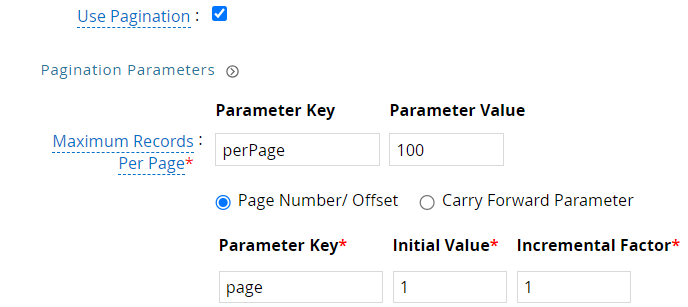 Use Pagination :
Pagination Parameters
Parameter Key Parameter Value
Maximum Records Per Page* : perPage 100
Page Number/ Offset Carry Forward Parameter
Parameter Key* Initial Value* Incremental Factor*
page 1 1